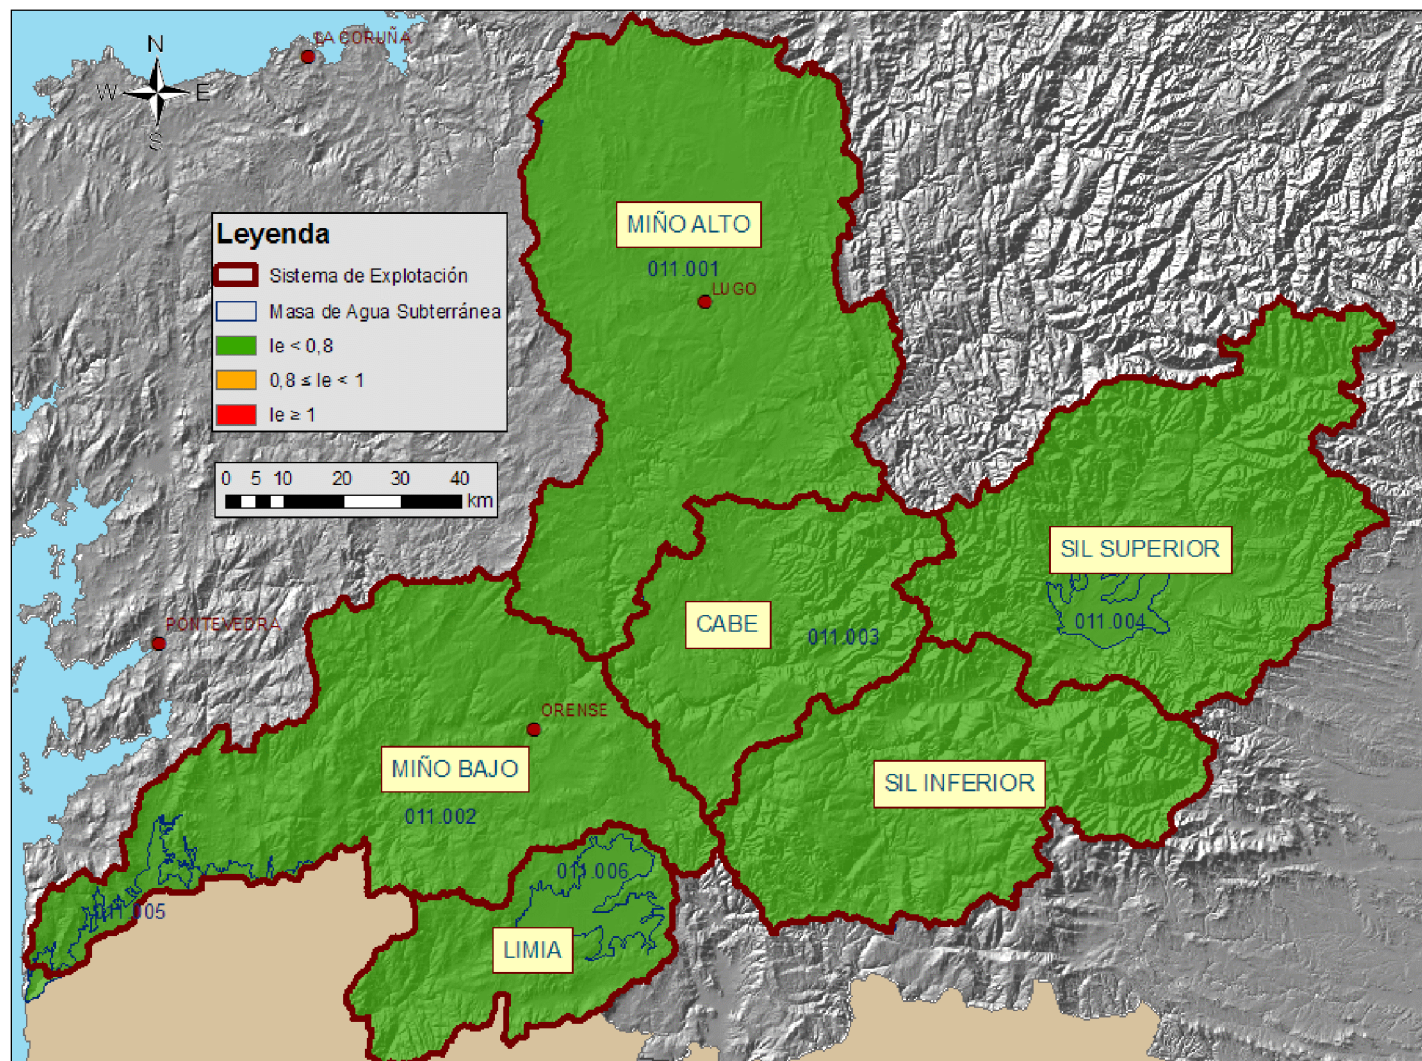 LA CORUÑA
N
W
E
S
MIÑO ALTO
011.001
LUGO
Leyenda
Sistema de Explotación
Masa de Agua Subterránea
Ie < 0,8
0,8 ≤ Ie < 1
Ie ≥ 1
0 5 10 20 30 40
km
SIL SUPERIOR
011.004
CABE
011.003
PONTEVEDRA
ORENSE
MIÑO BAJO
011.002
SIL INFERIOR
011.006
011.005
LIMIA